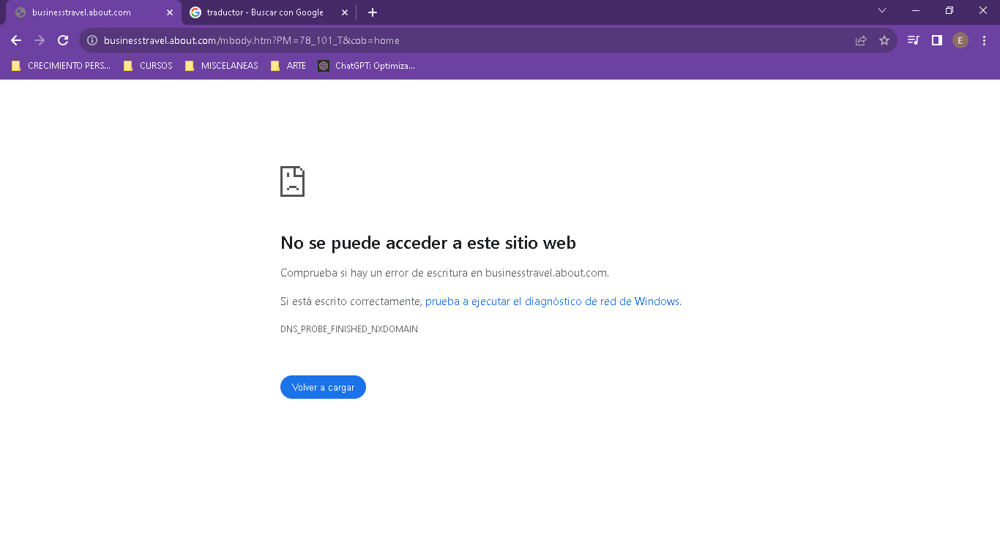 businesstravel.about.com
traductor - Buscar con Google
businesstravel.about.com/mbody.htm?PM=78_101_T&cob=home
E
CRECIMIENTO PERS...
CURSOS
MISCELANEAS
ARTE
ChatGPT: Optimiza...
No se puede acceder a este sitio web
Comprueba si hay un error de escritura en businesstravel.about.com.
Si está escrito correctamente, prueba a ejecutar el diagnóstico de red de Windows.
DNS_PROBE_FINISHED_NXDOMAIN
Volver a cargar